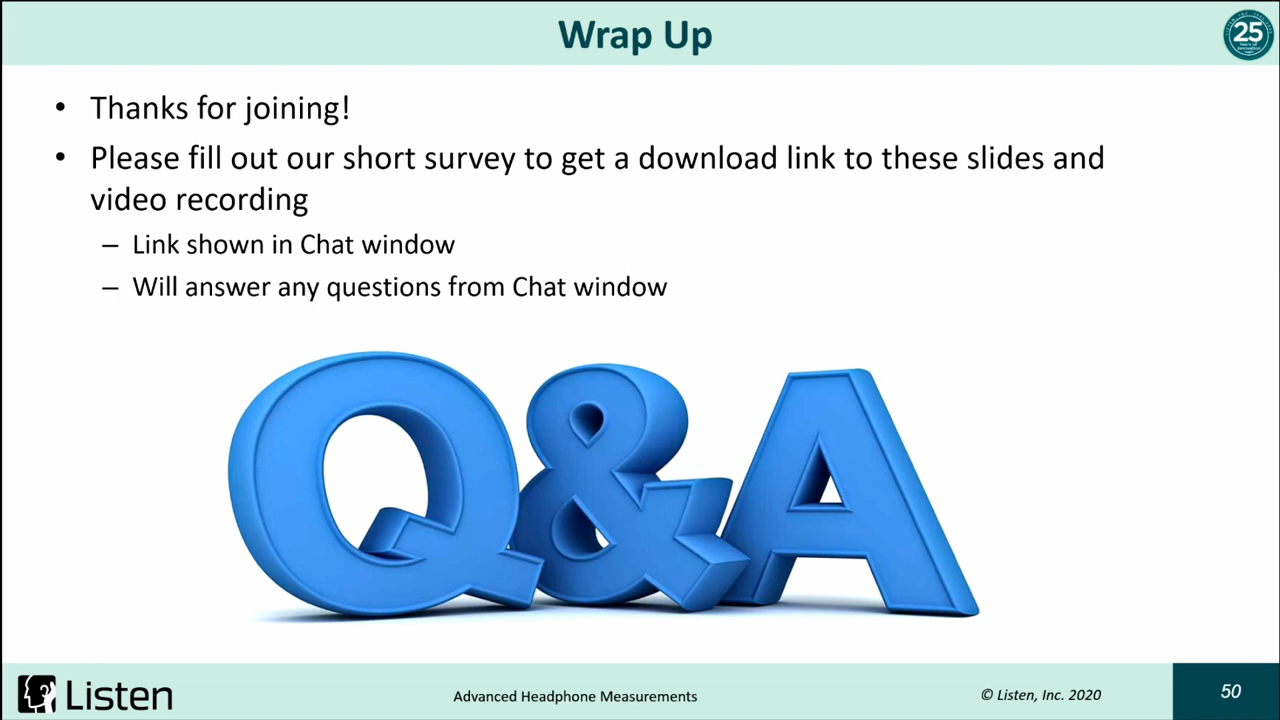 Wrap Up
25
• Thanks for joining!
• Please fill out our short survey to get a download link to these slides and
video recording
– Link shown in Chat window
– Will answer any questions from Chat window
Q&A
Listen
Advanced Headphone Measurements
© Listen, Inc. 2020
50